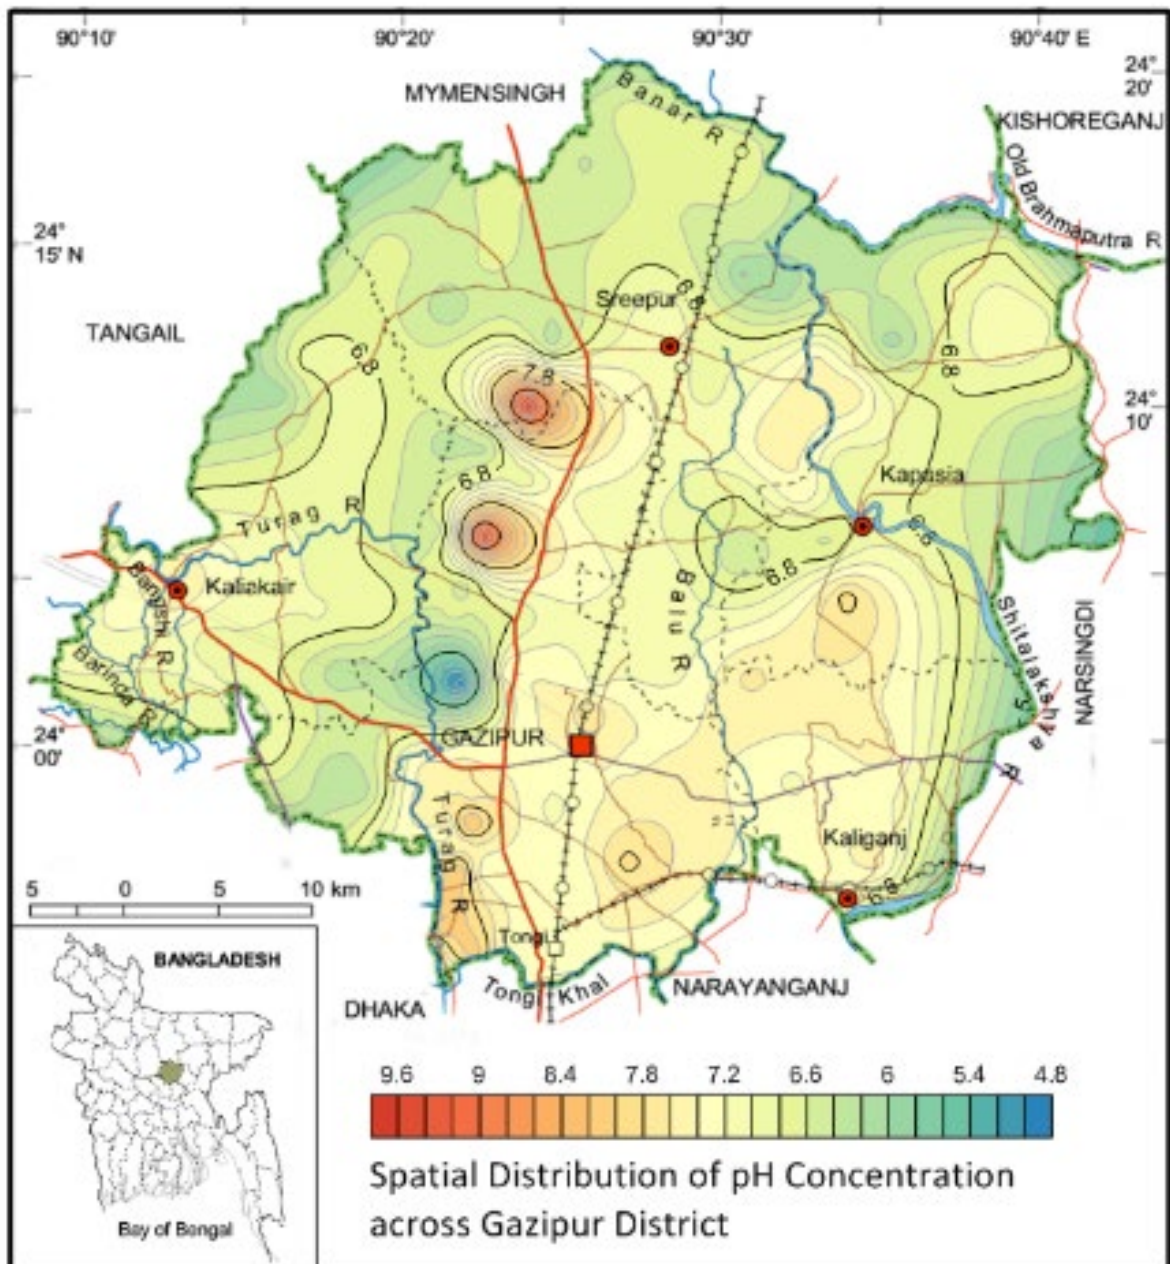 90°10'
90°20'
90°30'
90°40' E
24°
20'
MYMENSINGH
Banar R
KISHOREGANJ
Old Brahmaputra R
24°
15' N
6.8
Sreepur
TANGAIL
6.8
7.8
6.8
24°
10'
6.8
Kapasia
Turag R
6.8
6.8
Kaliakair
Bangshi R
Balu R
Shitalakshya R
NARSINGDI
Barinda R
24°
00'
GAZIPUR
Turag R
Kaliganj
6.8
5 0 5 10 km
Tongi
Tongi Khal
NARAYANGANJ
DHAKA
BANGLADESH
Bay of Bengal
9.6 9 8.4 7.8 7.2 6.6 6 5.4 4.8
Spatial Distribution of pH Concentration
across Gazipur District